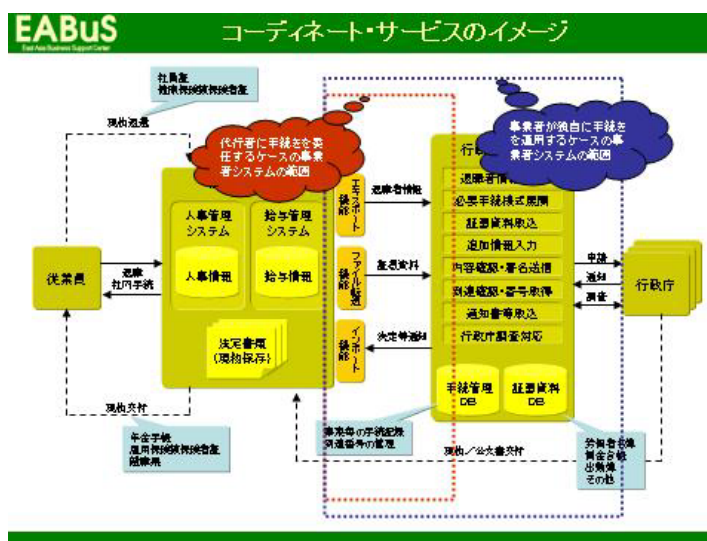 EABuS
East Asia Business Support Center
コーディネート・サービスのイメージ
社員証
健康保険被保険者証
現物返還
代行者に手続きを委
任するケースの事業
者システムの範囲
事業者が独自に手続き
を運用するケースの事
業者システムの範囲
行政
人事管理
システム
給与管理
システム
人事情報
給与情報
決定書類
(現物保存)
従業員
退職
社内手続
エキスポート
機能
ファイル転送
機能
インポート
機能
退職者情報
証憑資料
決定等通知
退職者情
必要手続様式展開
証憑資料取込
追加情報入力
内容確認・署名送信
到達確認・番号取得
通知書等取込
行政庁調査対応
手続管理
DB
証憑資料
DB
申請
通知
調査
行政庁
現物交付
年金手帳
雇用保険被保険者証
離職票
事案毎の手続記録
到達番号の管理
現物/公文書交付
労働者名簿
賃金台帳
出勤簿
その他